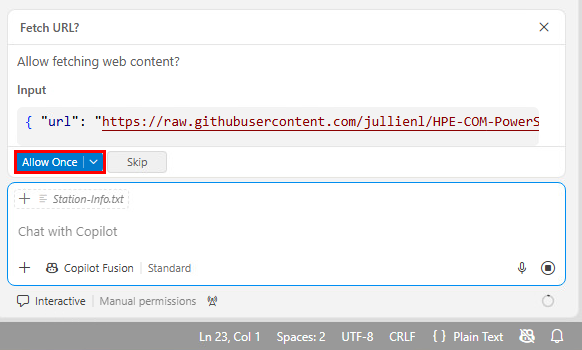 Fetch URL?
Allow fetching web content?
Input
{ "url": "https://raw.githubusercontent.com/jullienl/HPE-COM-PowerS
Allow Once Skip
Station-Info.txt
Chat with Copilot
Copilot Fusion Standard
Interactive Manual permissions
Ln 23, Col 1 Spaces: 2 UTF-8 CRLF { } Plain Text